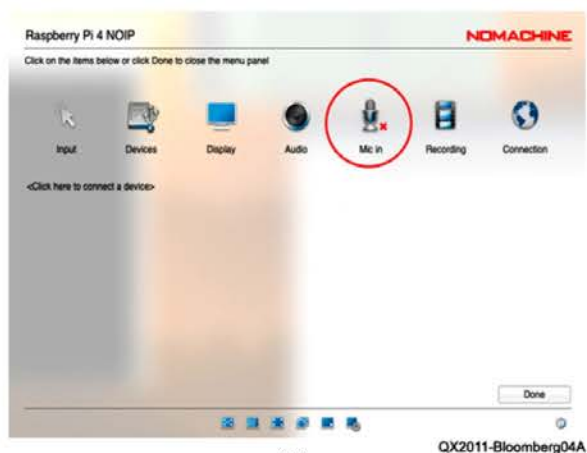 Raspberry Pi 4 NOIP
NOMACHINE
Click on the items below or click Done to close the menu panel
Input Devices Display Audio Mic in Recording Connection
<Click here to connect a device>
Done
QX2011-Bloomberg04A